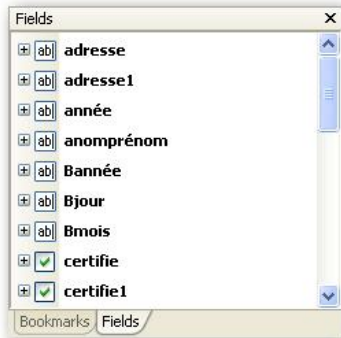 Fields
adresse
adresse1
année
anomprénom
Bannée
Bjour
Bmois
certifie
certifie1
Bookmarks Fields